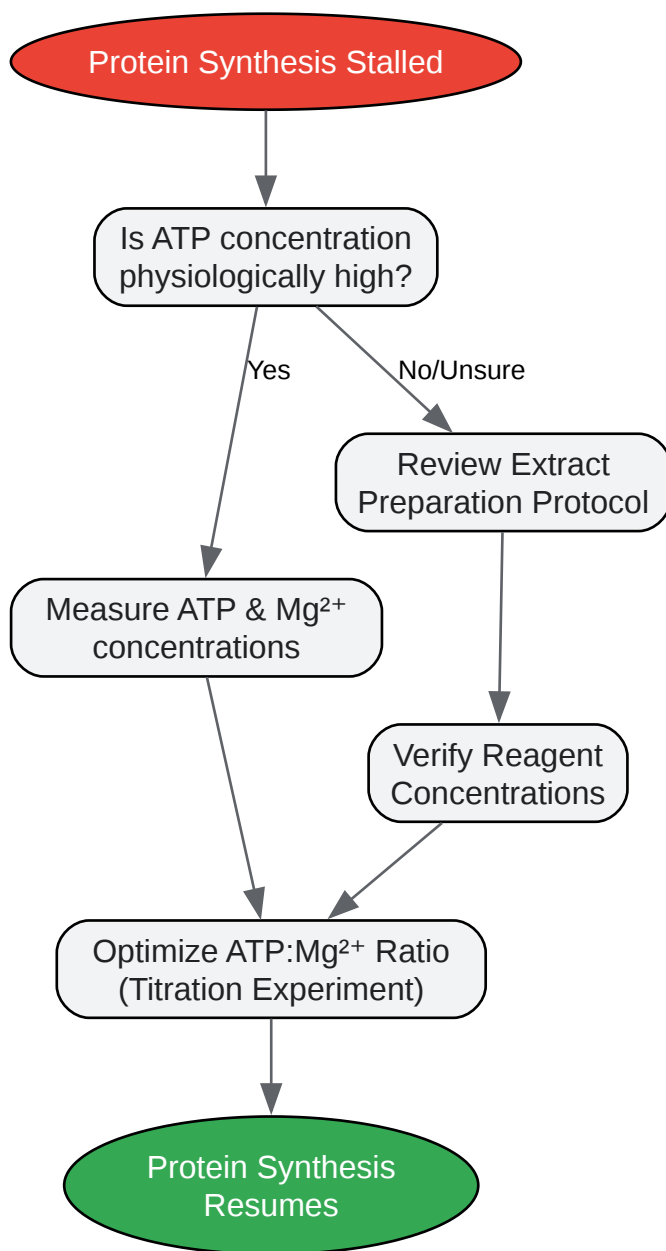 Protein Synthesis Stalled
Is ATP concentration
physiologically high?
Yes
No/Unsure
Review Extract
Preparation Protocol
Measure ATP & Mg²⁺
concentrations
Verify Reagent
Concentrations
Optimize ATP:Mg²⁺ Ratio
(Titration Experiment)
Protein Synthesis
Resumes